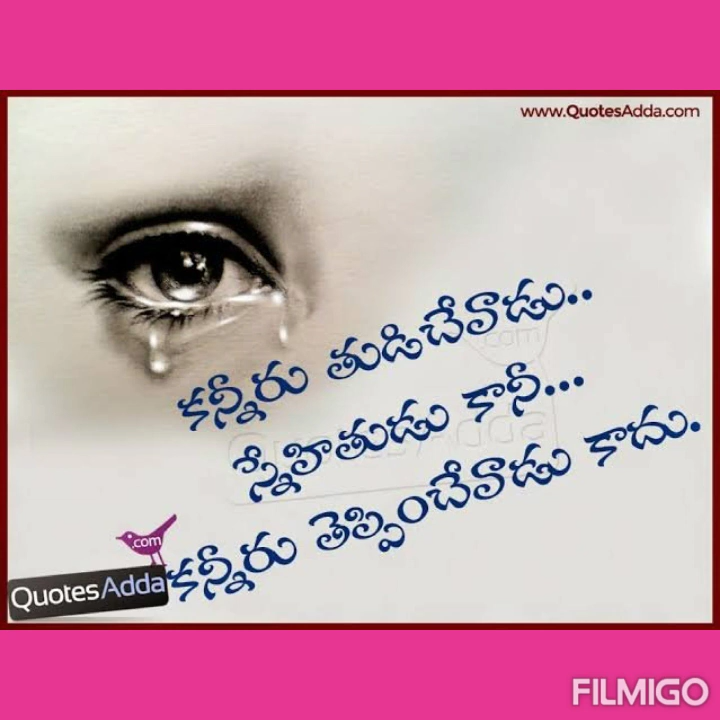 www.QuotesAdda.com
కన్నీరు తుడిచేవాడు..
స్నేహితుడు కానీ...
కన్నీరు తెప్పించేవాడు కాదు.
.com
QuotesAdda
FILMIGO